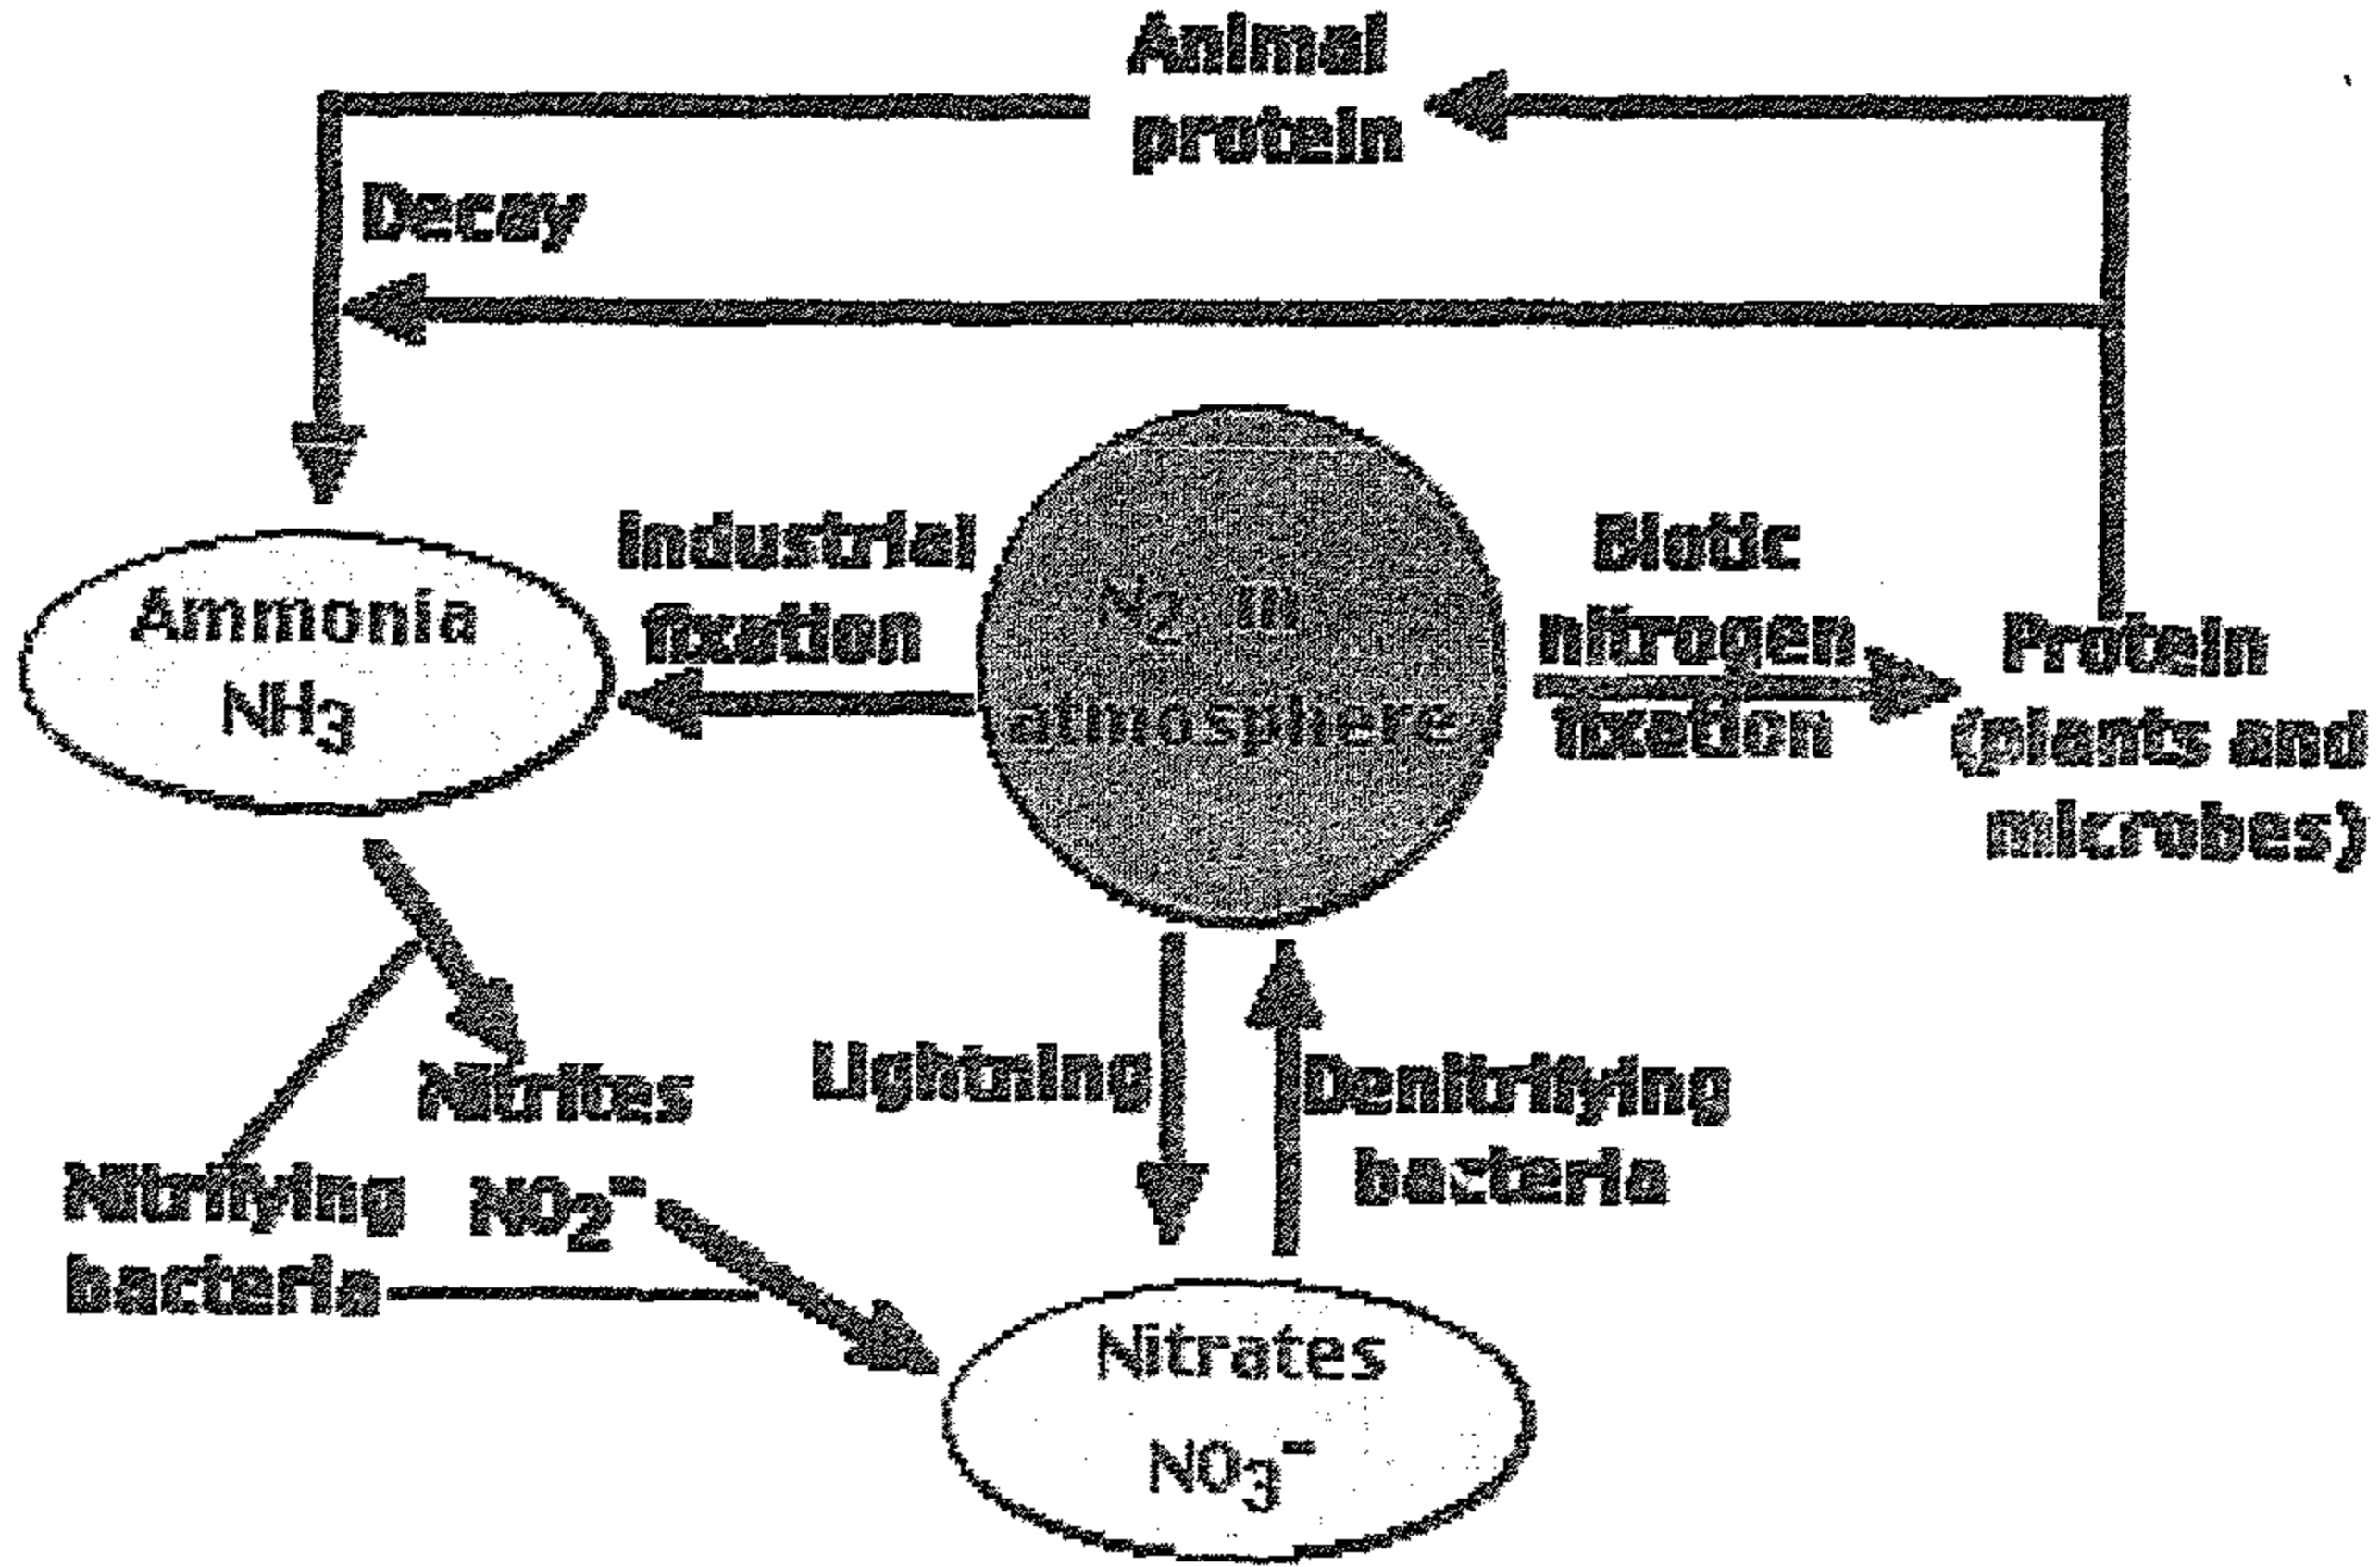 Animal
protein
Decay
Industrial
fixation
Ammonia
NH₃
N₂ in
atmosphere
Biotic
nitrogen
fixation
Protein
(plants and
microbes)
Nitrites
NO₂⁻
Nitrifying
bacteria
Lightning
Denitrifying
bacteria
Nitrates
NO₃⁻